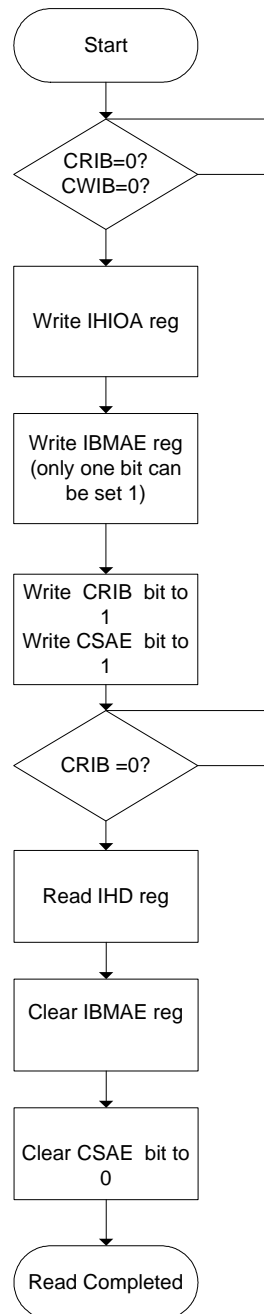 Start
CRIB=0?
CWIB=0?
Write IHIOA reg
Write IBMAE reg
(only one bit can
be set 1)
Write CRIB bit to
1
Write CSAE bit to
1
CRIB =0?
Read IHD reg
Clear IBMAE reg
Clear CSAE bit to
0
Read Completed